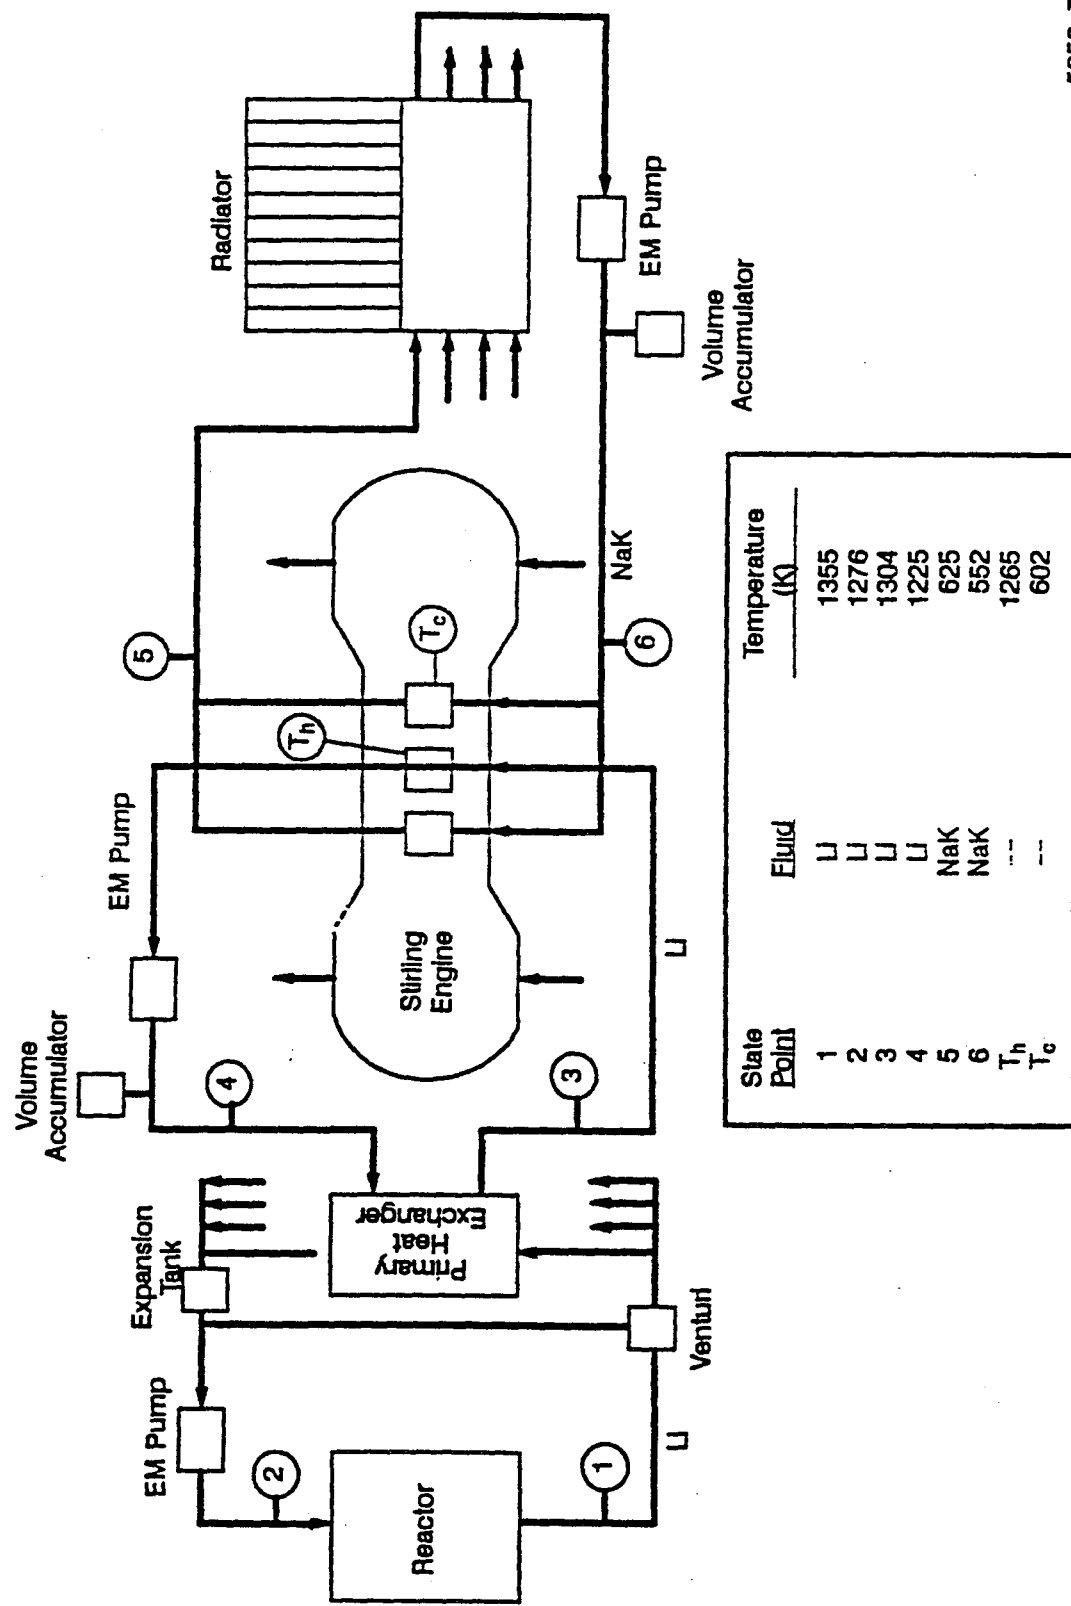 Volume
Accumulator
EM Pump
Radiator
Expansion
Tank
EM Pump
4
5
2
Th
Reactor
Primary
Heat
Exchanger
Stirling
Engine
Tc
NaK
EM Pump
1
3
6
Li
Venturi
Li
Volume
Accumulator
State
Point Fluid Temperature
(K)
1 Li 1355
2 Li 1276
3 Li 1304
4 Li 1225
5 NaK 625
6 NaK 552
Th --- 1265
Tc -- 602